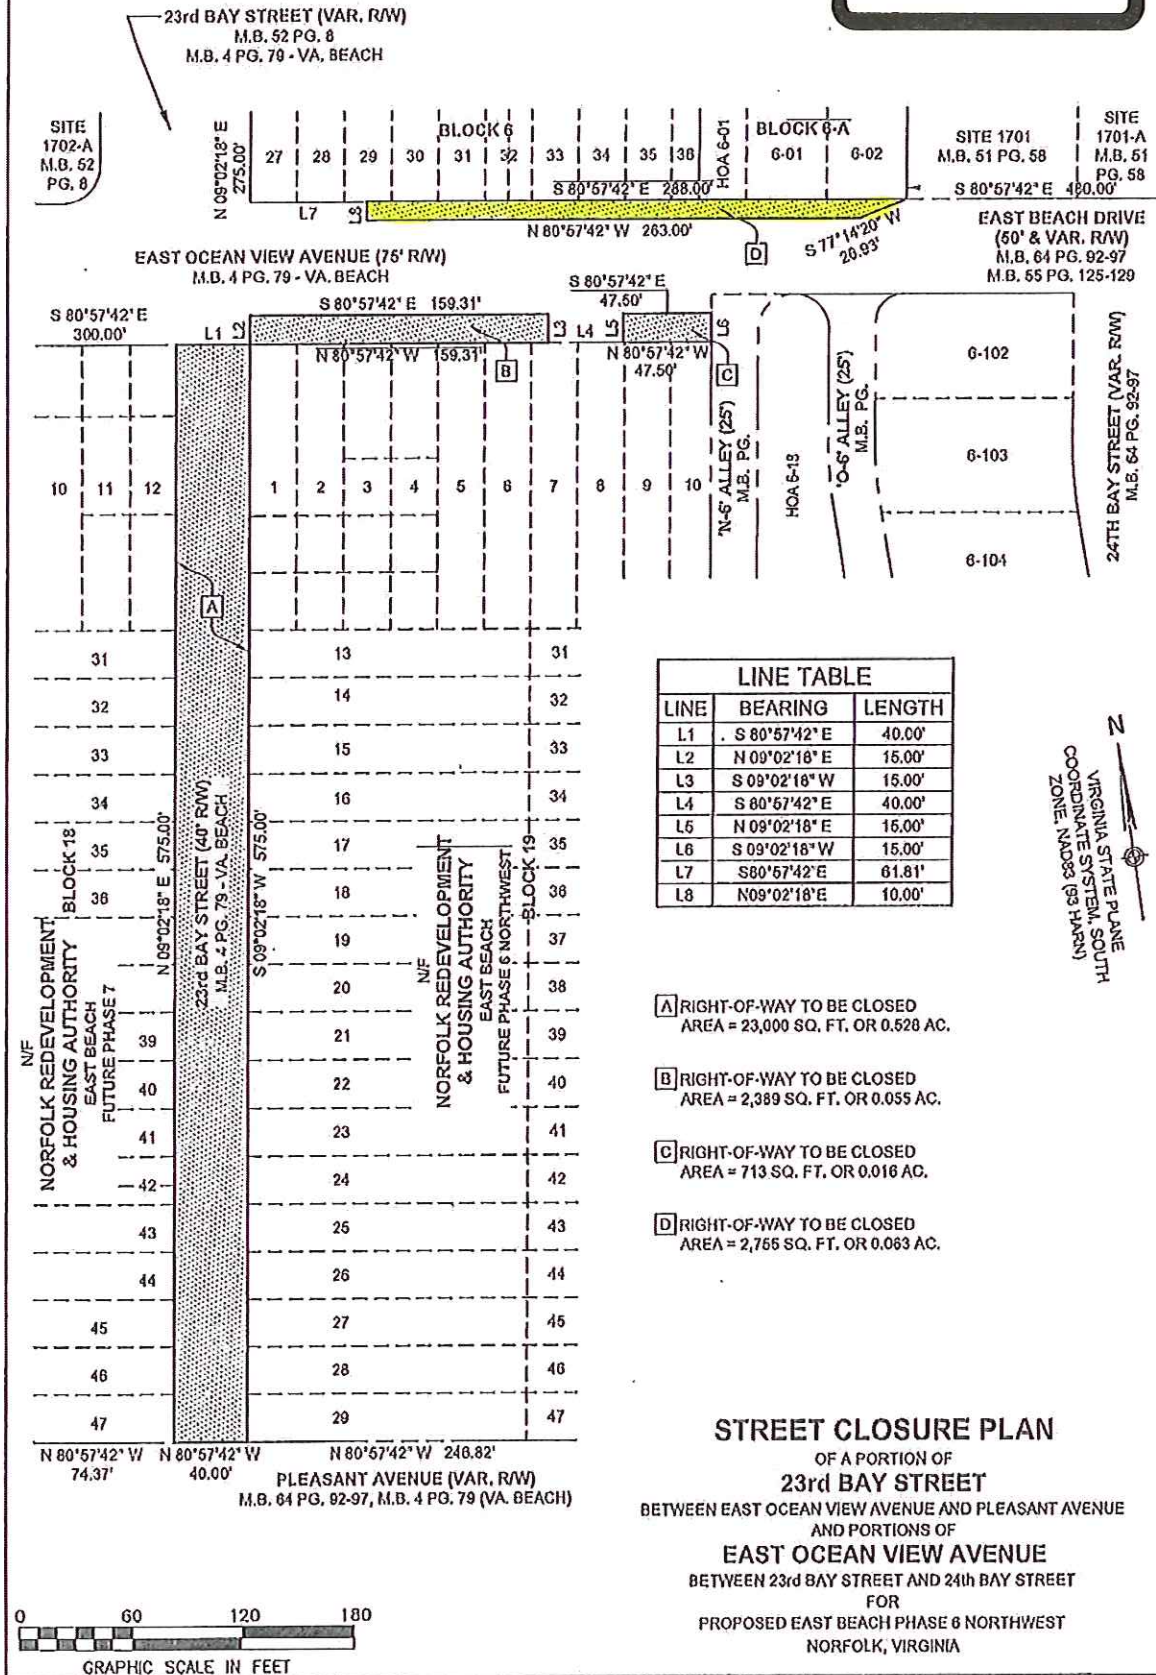 23rd BAY STREET (VAR. R/W)
M.B. 52 PG. 8
M.B. 4 PG. 79 - VA. BEACH
SITE
1702-A
M.B. 52
PG. 8
N 09°02'18" E
275.00'
27 28 29 30 31 32 33 34 35 36
BLOCK 6
HOA 6-01
BLOCK 6-A
6-01 6-02
SITE 1701
M.B. 51 PG. 58
SITE
1701-A
M.B. 51
PG. 58
S 80°57'42" E 288.00'
S 80°57'42" E 480.00'
L7 L8
N 80°57'42" W 263.00'
D
S 77°14'20" W
20.93'
EAST BEACH DRIVE
(50' & VAR. R/W)
M.B. 64 PG. 92-97
M.B. 55 PG. 125-129
EAST OCEAN VIEW AVENUE (75' R/W)
M.B. 4 PG. 79 - VA. BEACH
S 80°57'42" E
300.00'
L1 L2
S 80°57'42" E 159.31'
N 80°57'42" W 159.31'
B
L3 L4 L5
S 80°57'42" E
47.50'
N 80°57'42" W
47.50'
L6
C
10 11 12
A
1 2 3 4 5 6 7 8 9 10
"N-6" ALLEY (25')
M.B. PG.
HOA 6-13
"O-6" ALLEY (25')
M.B. PG.
6-102
6-103
6-104
24TH BAY STREET (VAR. R/W)
M.B. 64 PG. 92-97
31 13 31
32 14 32
33 15 33
34 16 34
35 17 35
36 18 36
19 37
20 38
39 21 39
40 22 40
41 23 41
42 24 42
43 25 43
44 26 44
45 27 45
46 28 46
47 29 47
BLOCK 18
N/F
NORFOLK REDEVELOPMENT
& HOUSING AUTHORITY
EAST BEACH
FUTURE PHASE 7
N 09°02'18" E 575.00'
23rd BAY STREET (40' R/W)
M.B. 4 PG. 79 - VA. BEACH
S 09°02'18" W 575.00'
N/F
NORFOLK REDEVELOPMENT
& HOUSING AUTHORITY
EAST BEACH
FUTURE PHASE 6 NORTHWEST
BLOCK 19
N 80°57'42" W
74.37'
N 80°57'42" W
40.00'
N 80°57'42" W 246.82'
PLEASANT AVENUE (VAR. R/W)
M.B. 64 PG. 92-97, M.B. 4 PG. 79 (VA. BEACH)
LINE TABLE
LINE BEARING LENGTH
L1 S 80°57'42" E 40.00'
L2 N 09°02'18" E 15.00'
L3 S 09°02'18" W 15.00'
L4 S 80°57'42" E 40.00'
L5 N 09°02'18" E 15.00'
L6 S 09°02'18" W 15.00'
L7 S80°57'42"E 61.81'
L8 N09°02'18"E 10.00'
N
VIRGINIA STATE PLANE
COORDINATE SYSTEM, SOUTH
ZONE, NAD83 (93 HARN)
A RIGHT-OF-WAY TO BE CLOSED
AREA = 23,000 SQ. FT. OR 0.528 AC.
B RIGHT-OF-WAY TO BE CLOSED
AREA = 2,389 SQ. FT. OR 0.055 AC.
C RIGHT-OF-WAY TO BE CLOSED
AREA = 713 SQ. FT. OR 0.016 AC.
D RIGHT-OF-WAY TO BE CLOSED
AREA = 2,755 SQ. FT. OR 0.063 AC.
STREET CLOSURE PLAN
OF A PORTION OF
23rd BAY STREET
BETWEEN EAST OCEAN VIEW AVENUE AND PLEASANT AVENUE
AND PORTIONS OF
EAST OCEAN VIEW AVENUE
BETWEEN 23rd BAY STREET AND 24th BAY STREET
FOR
PROPOSED EAST BEACH PHASE 6 NORTHWEST
NORFOLK, VIRGINIA
0 60 120 180
GRAPHIC SCALE IN FEET